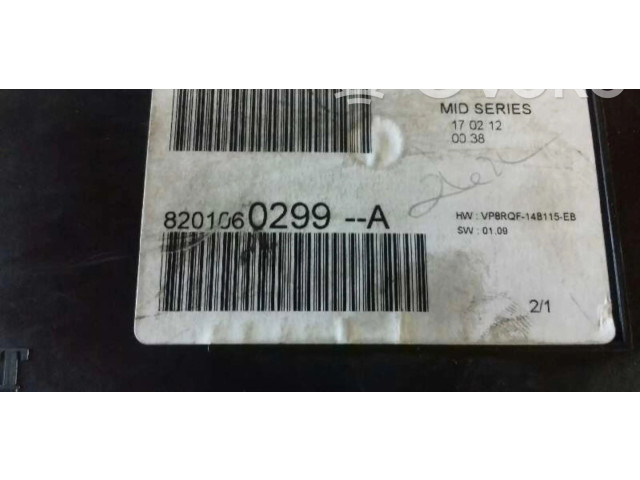 MID SERIES
17 02 12
00 38
8201060299 --A
HW : VP8RQF-14B115-EB
SW : 01.09
2/1